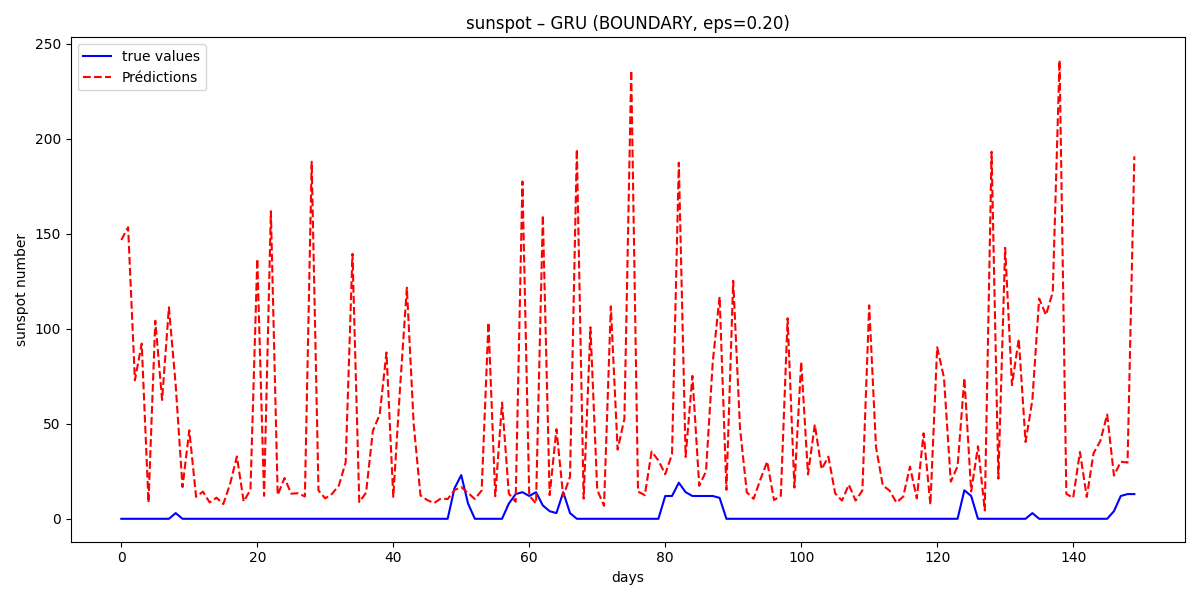 sunspot – GRU (BOUNDARY, eps=0.20)
true values
Prédictions
sunspot number
250
200
150
100
50
0
0 20 40 60 80 100 120 140
days